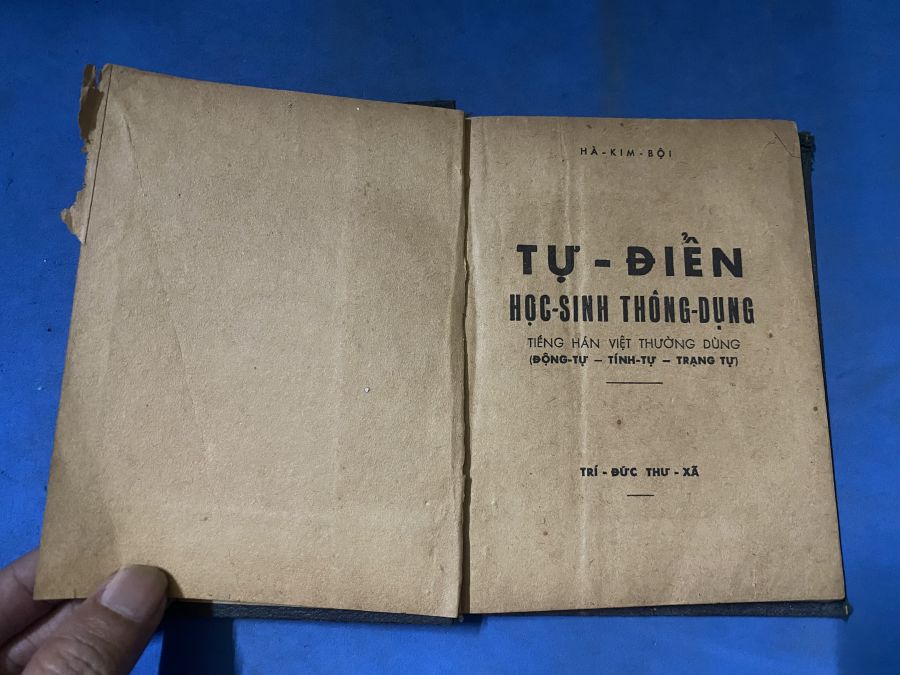 HÀ-KIM-BỘI
TỰ-ĐIỂN
HỌC-SINH THÔNG-DỤNG
TIẾNG HÁN VIỆT THƯỜNG DÙNG
(ĐỘNG-TỰ – TÍNH-TỰ – TRẠNG TỰ)
TRÍ-ĐỨC THƯ-XÃ